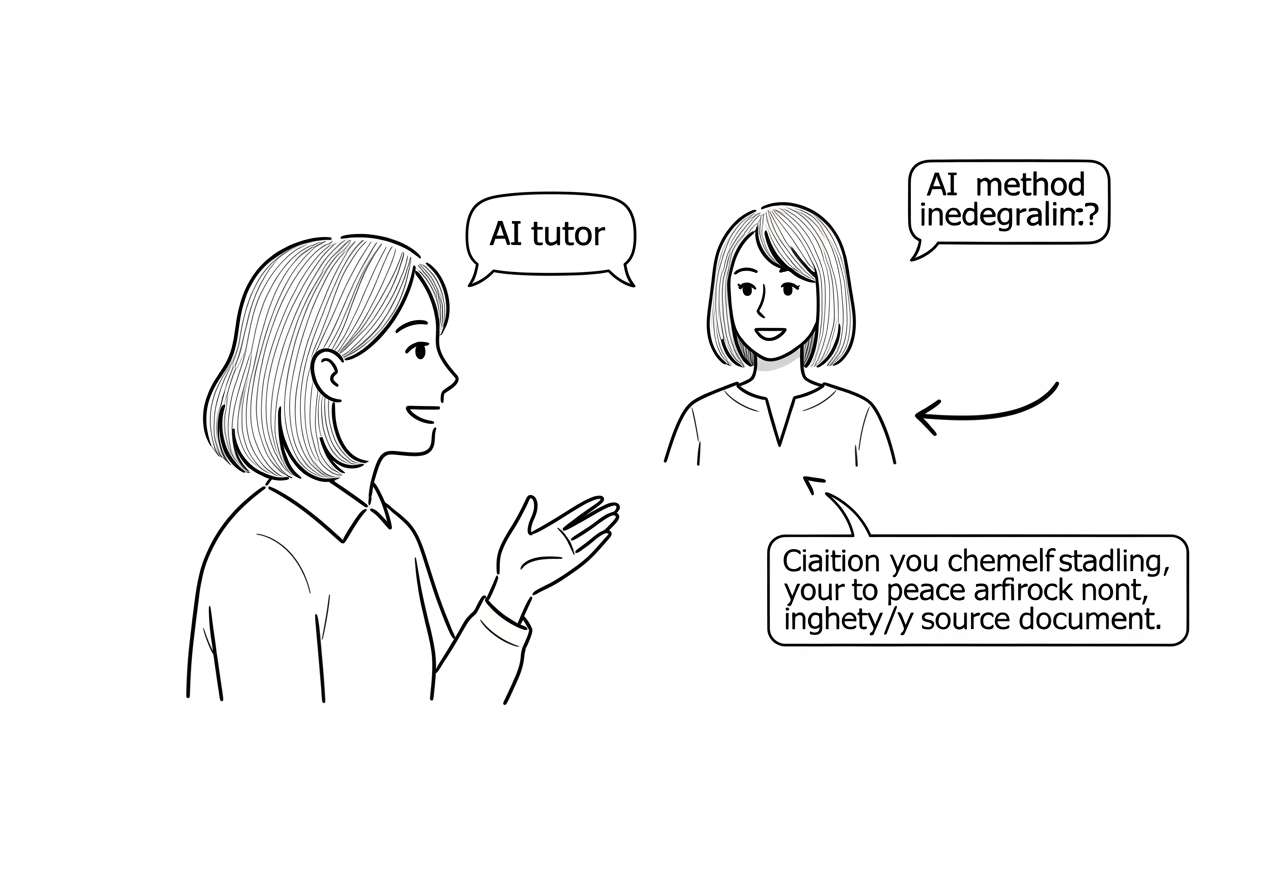 AI tutor
AI method
inedegralin:?
Ciaition you chemelf stadling,
your to peace arfirock nont,
inghety/y source document.